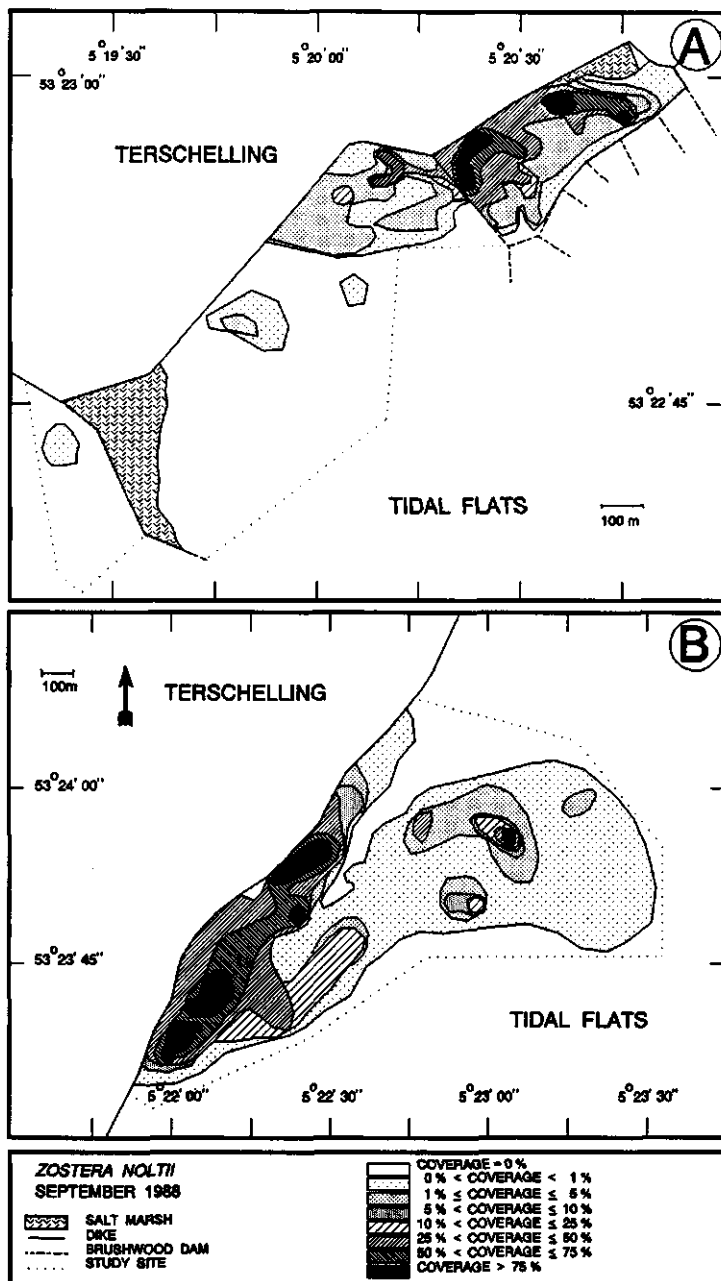 A
5° 19' 30"
5° 20' 00"
5° 20' 30"
53° 23' 00"
TERSCHELLING
53° 22' 45"
TIDAL FLATS
100 m
B
100m
TERSCHELLING
53° 24' 00"
53° 23' 45"
TIDAL FLATS
5° 22' 00"
5° 22' 30"
5° 23' 00"
5° 23' 30"
ZOSTERA NOLTII
SEPTEMBER 1988
SALT MARSH
DIKE
BRUSHWOOD DAM
STUDY SITE
COVERAGE = 0 %
0 % < COVERAGE < 1 %
1 % ≤ COVERAGE ≤ 5 %
5 % < COVERAGE ≤ 10 %
10 % < COVERAGE ≤ 25 %
25 % < COVERAGE ≤ 50 %
50 % < COVERAGE ≤ 75 %
COVERAGE > 75 %